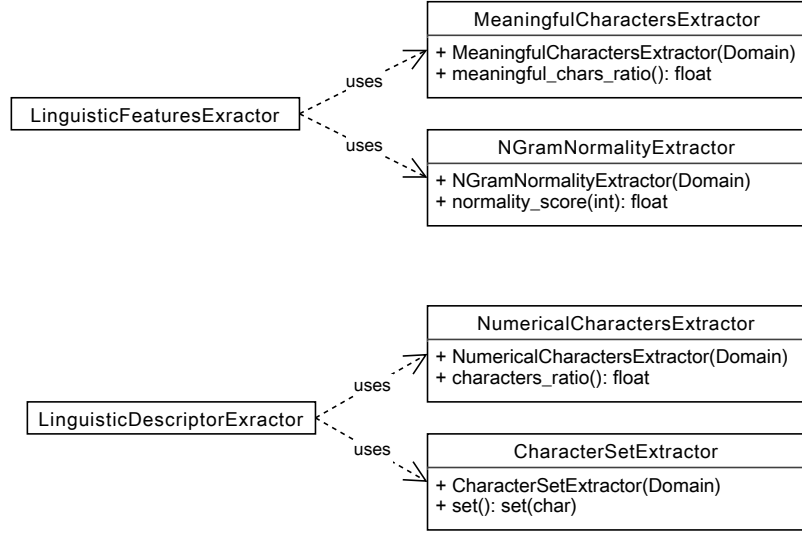 MeaningfulCharactersExtractor
+ MeaningfulCharactersExtractor(Domain)
+ meaningful_chars_ratio(): float
uses
LinguisticFeaturesExractor
uses
NGramNormalityExtractor
+ NGramNormalityExtractor(Domain)
+ normality_score(int): float
NumericalCharactersExtractor
+ NumericalCharactersExtractor(Domain)
+ characters_ratio(): float
uses
LinguisticDescriptorExractor
uses
CharacterSetExtractor
+ CharacterSetExtractor(Domain)
+ set(): set(char)